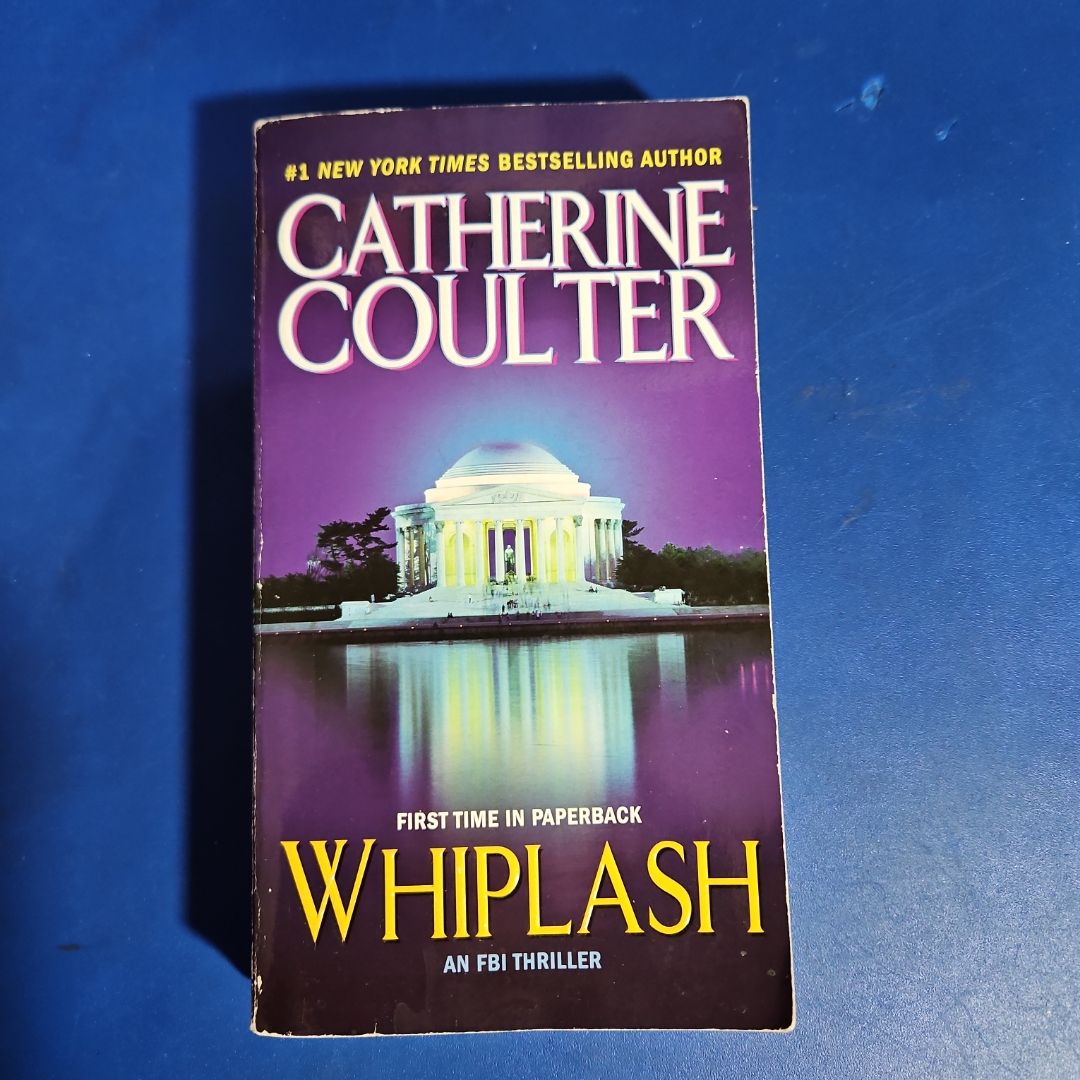 #1 NEW YORK TIMES BESTSELLING AUTHOR
CATHERINE
COULTER
FIRST TIME IN PAPERBACK
WHIPLASH
AN FBI THRILLER